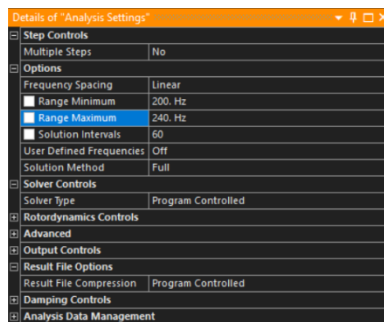 Details of "Analysis Settings"
Step Controls
Multiple Steps No
Options
Frequency Spacing Linear
Range Minimum 200. Hz
Range Maximum 240. Hz
Solution Intervals 60
User Defined Frequencies Off
Solution Method Full
Solver Controls
Solver Type Program Controlled
Rotordynamics Controls
Advanced
Output Controls
Result File Options
Result File Compression Program Controlled
Damping Controls
Analysis Data Management